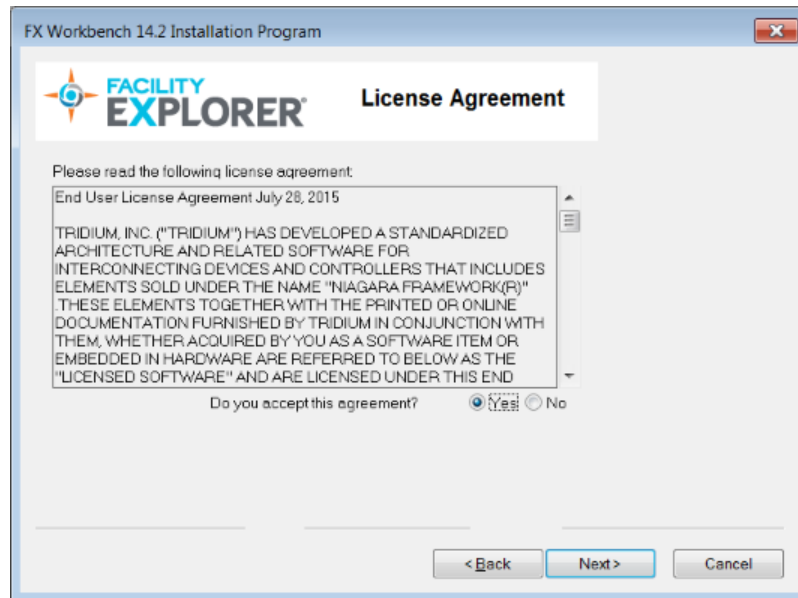 FX Workbench 14.2 Installation Program
FACILITY
EXPLORER
License Agreement
Please read the following license agreement:
End User License Agreement July 28, 2015
TRIDIUM, INC. ("TRIDIUM") HAS DEVELOPED A STANDARDIZED
ARCHITECTURE AND RELATED SOFTWARE FOR
INTERCONNECTING DEVICES AND CONTROLLERS THAT INCLUDES
ELEMENTS SOLD UNDER THE NAME "NIAGARA FRAMEWORK(R)"
.THESE ELEMENTS TOGETHER WITH THE PRINTED OR ONLINE
DOCUMENTATION FURNISHED BY TRIDIUM IN CONJUNCTION WITH
THEM, WHETHER ACQUIRED BY YOU AS A SOFTWARE ITEM OR
EMBEDDED IN HARDWARE ARE REFERRED TO BELOW AS THE
"LICENSED SOFTWARE" AND ARE LICENSED UNDER THIS END
Do you accept this agreement? Yes No
< Back Next > Cancel